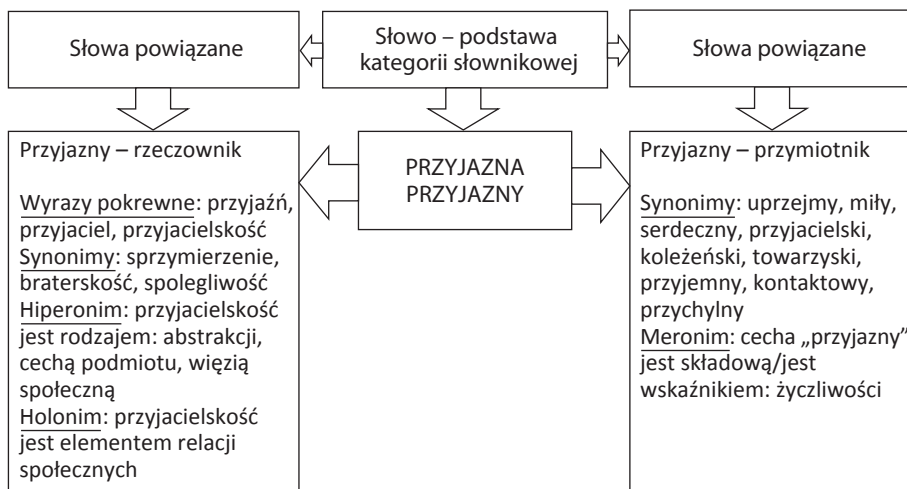 Słowa powiązane
Słowo – podstawa
kategorii słownikowej
Słowa powiązane
Przyjazny – rzeczownik
Wyrazy pokrewne: przyjaźń,
przyjaciel, przyjacielskość
Synonimy: sprzymierzenie,
braterskość, spolegliwość
Hiperonim: przyjacielskość
jest rodzajem: abstrakcji,
cechą podmiotu, więzią
społeczną
Holonim: przyjacielskość
jest elementem relacji
społecznych
PRZYJAZNA
PRZYJAZNY
Przyjazny – przymiotnik
Synonimy: uprzejmy, miły,
serdeczny, przyjacielski,
koleżeński, towarzyski,
przyjemny, kontaktowy,
przychylny
Meronim: cecha „przyjazny”
jest składową/jest
wskaźnikiem: życzliwości